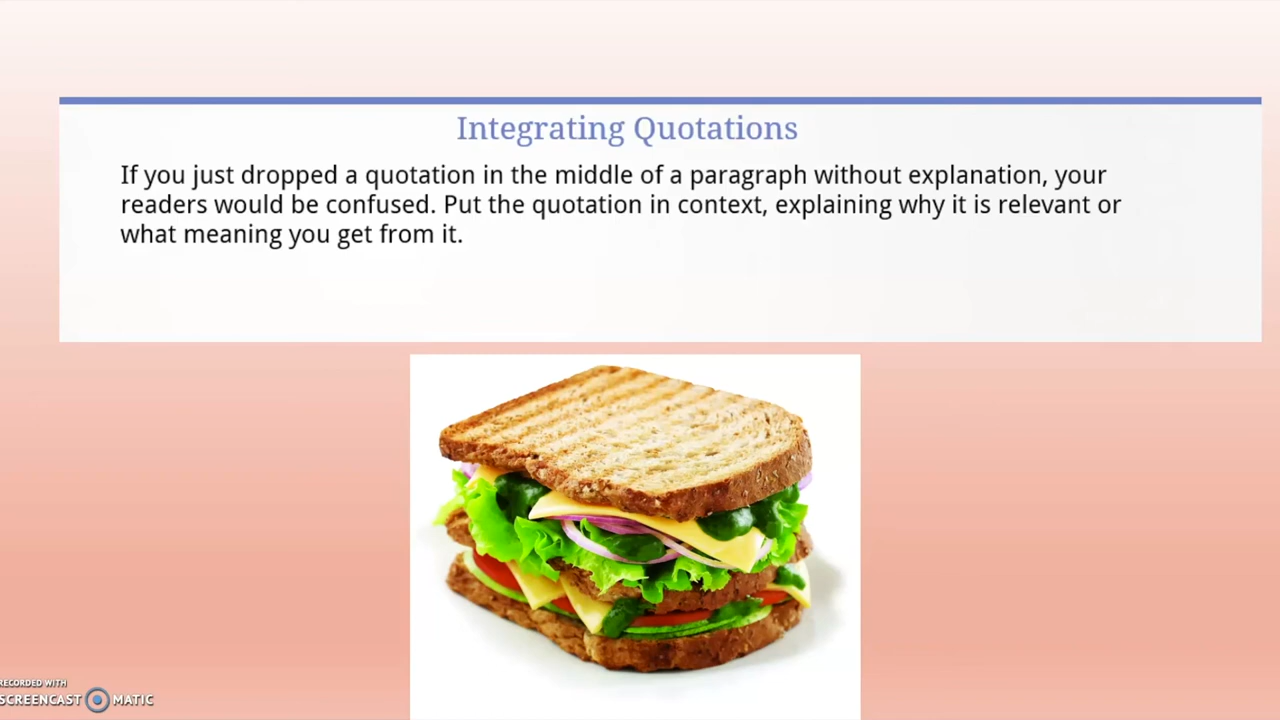 Integrating Quotations
If you just dropped a quotation in the middle of a paragraph without explanation, your
readers would be confused. Put the quotation in context, explaining why it is relevant or
what meaning you get from it.
RECORDED WITH
SCREENCAST MATIC